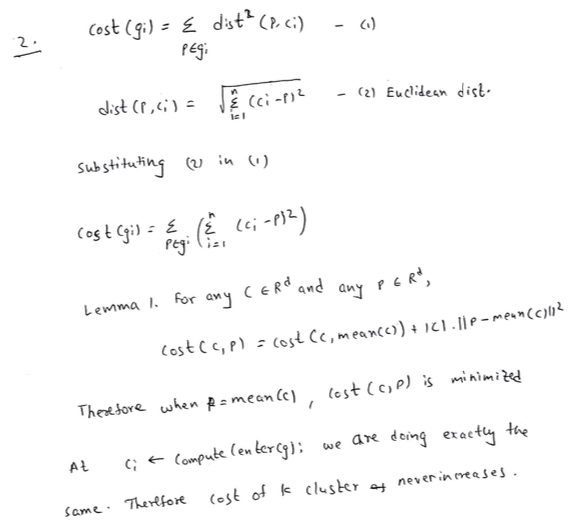 2. cost (gi) = Σ dist² (P, ci) - (1)
P∈gi
dist (P, ci) = √Σ (ci - P)² - (2) Euclidean dist.
n
i=1
substituting (2) in (1)
cost (gi) = Σ (Σ (ci - P)²)
P∈gi i=1 n
Lemma 1. for any C ∈ Rd and any P ∈ Rd,
cost (C, P) = cost (C, mean(c)) + |C|. ||P - mean(c)||²
Therefore when P = mean(c), cost (C, P) is minimized
At ci ← Compute Center(g); we are doing exactly the
same. Therefore cost of k cluster never increases.